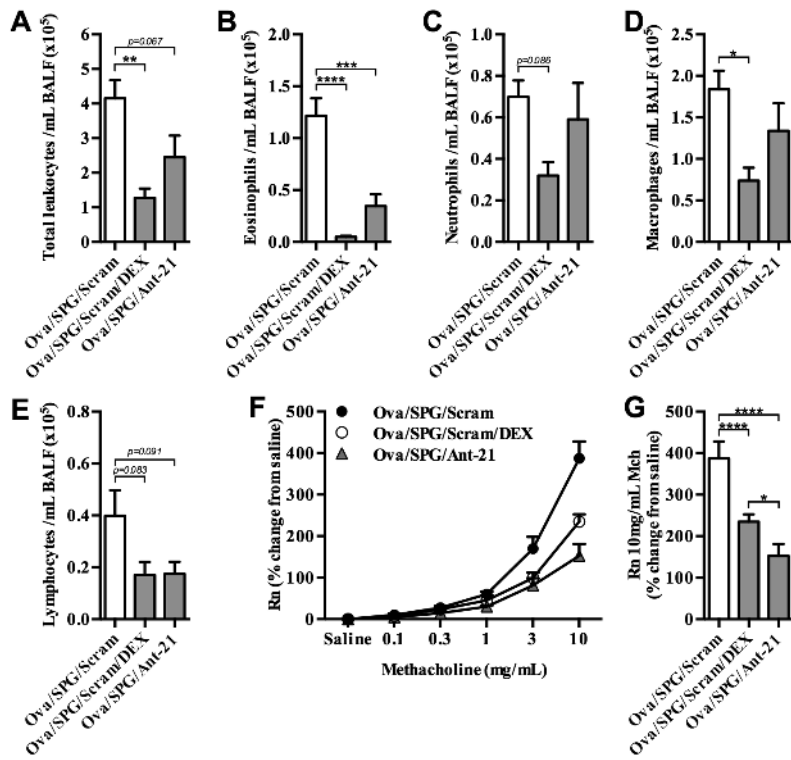 A
Total leukocytes /mL BALF (x10⁵)
5
4
3
2
1
0
p=0.067
**
Ova/SPG/Scram
Ova/SPG/Scram/DEX
Ova/SPG/Ant-21
B
Eosinophils /mL BALF (x10⁵)
2.0
1.5
1.0
0.5
0.0
***
****
Ova/SPG/Scram
Ova/SPG/Scram/DEX
Ova/SPG/Ant-21
C
Neutrophils /mL BALF (x10⁵)
1.0
0.8
0.6
0.4
0.2
0.0
p=0.086
Ova/SPG/Scram
Ova/SPG/Scram/DEX
Ova/SPG/Ant-21
D
Macrophages /mL BALF (x10⁵)
2.5
2.0
1.5
1.0
0.5
0.0
*
Ova/SPG/Scram
Ova/SPG/Scram/DEX
Ova/SPG/Ant-21
E
Lymphocytes /mL BALF (x10⁵)
0.8
0.6
0.4
0.2
0.0
p=0.091
p=0.083
Ova/SPG/Scram
Ova/SPG/Scram/DEX
Ova/SPG/Ant-21
F
Rn (% change from saline)
500
400
300
200
100
0
Ova/SPG/Scram
Ova/SPG/Scram/DEX
Ova/SPG/Ant-21
Saline 0.1 0.3 1 3 10
Methacholine (mg/mL)
G
Rn 10mg/mL Mch
(% change from saline)
500
400
300
200
100
0
****
****
*
Ova/SPG/Scram
Ova/SPG/Scram/DEX
Ova/SPG/Ant-21